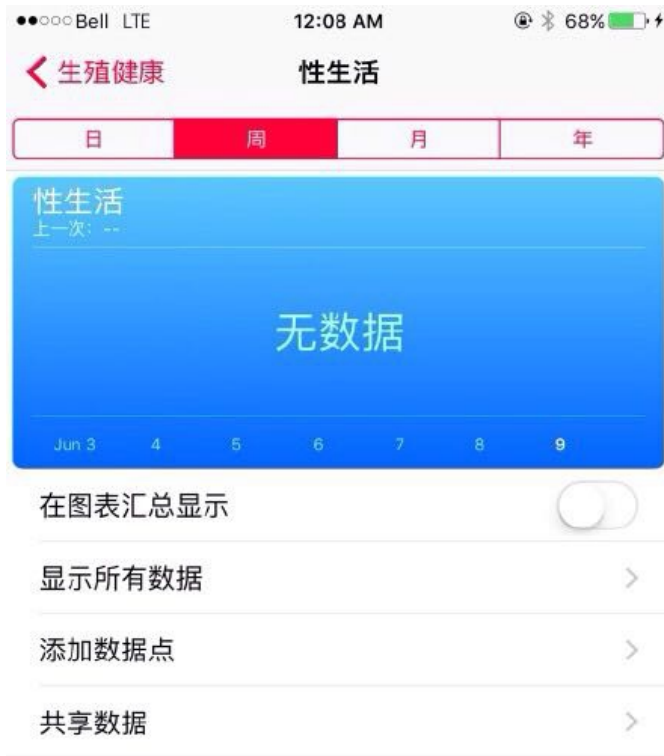 Bell LTE 12:08 AM 68%
生殖健康 性生活
日 周 月 年
性生活
上一次: --
无数据
Jun 3 4 5 6 7 8 9
在图表汇总显示
显示所有数据
添加数据点
共享数据